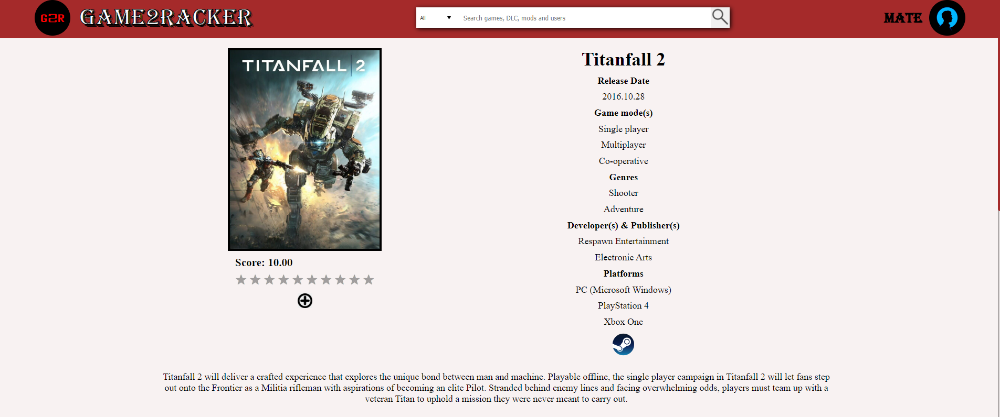 G2R
GAME2RACKER
All
Search games, DLC, mods and users
MATE
TITANFALL 2
Score: 10.00
Titanfall 2
Release Date
2016.10.28
Game mode(s)
Single player
Multiplayer
Co-operative
Genres
Shooter
Adventure
Developer(s) & Publisher(s)
Respawn Entertainment
Electronic Arts
Platforms
PC (Microsoft Windows)
PlayStation 4
Xbox One
Titanfall 2 will deliver a crafted experience that explores the unique bond between man and machine. Playable offline, the single player campaign in Titanfall 2 will let fans step
out onto the Frontier as a Militia rifleman with aspirations of becoming an elite Pilot. Stranded behind enemy lines and facing overwhelming odds, players must team up with a
veteran Titan to uphold a mission they were never meant to carry out.